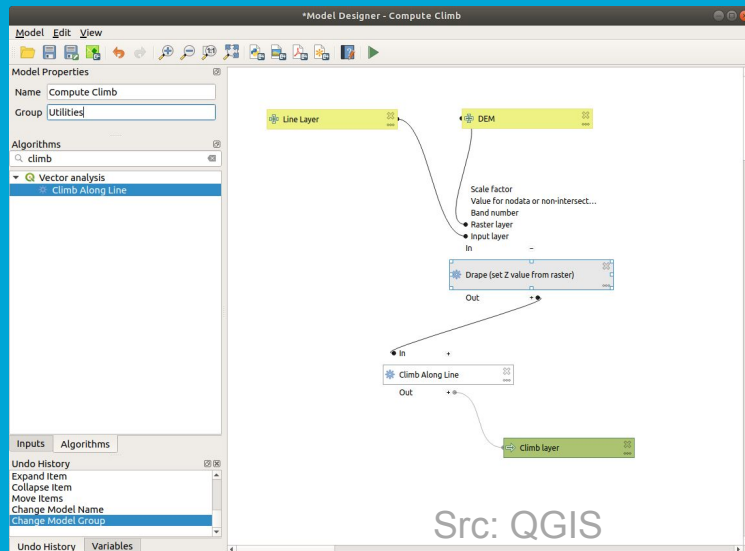 *Model Designer - Compute Climb
Model Edit View
Model Properties
Name Compute Climb
Group Utilities
Algorithms
climb
Vector analysis
Climb Along Line
Inputs Algorithms
Undo History
Expand Item
Collapse Item
Move Items
Change Model Name
Change Model Group
Undo History Variables
Line Layer
DEM
Scale factor
Value for nodata or non-intersect...
Band number
Raster layer
Input layer
In -
Drape (set Z value from raster)
Out +
In +
Climb Along Line
Out +
Climb layer
Src: QGIS